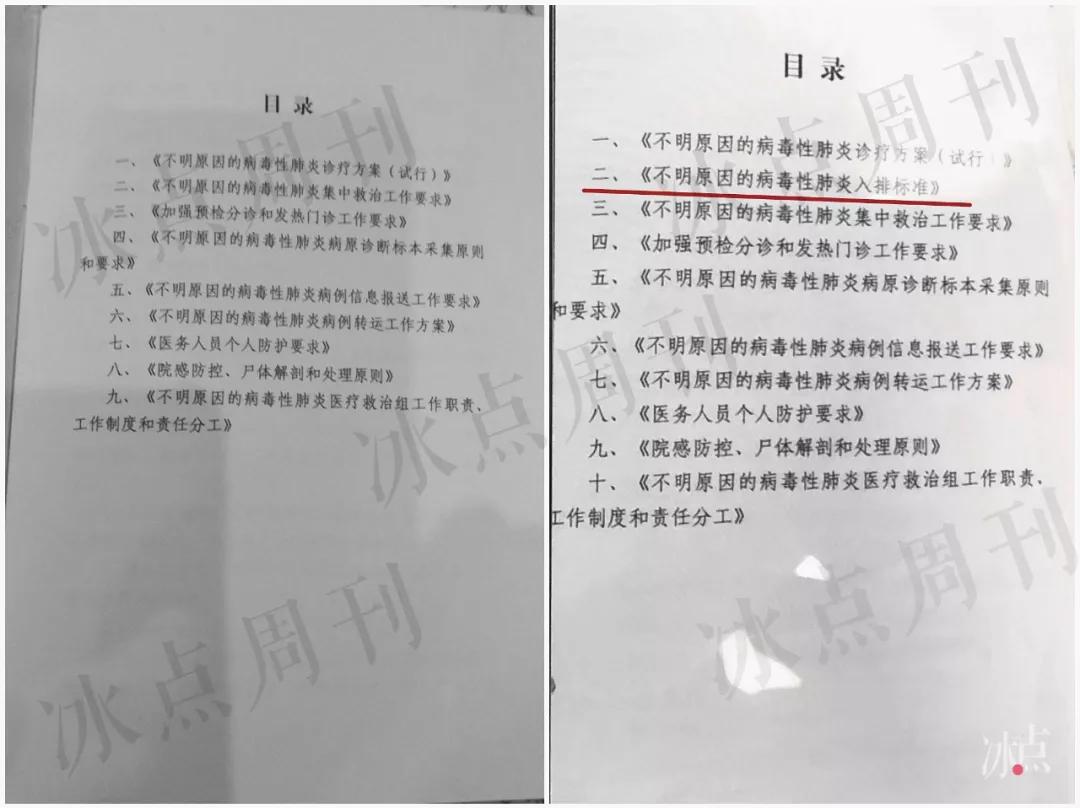 目录
一、《不明原因的病毒性肺炎诊疗方案（试行）》
二、《不明原因的病毒性肺炎集中救治工作要求》
三、《加强预检分诊和发热门诊工作要求》
四、《不明原因的病毒性肺炎病原诊断标本采集原则
和要求》
五、《不明原因的病毒性肺炎病例信息报送工作要求》
六、《不明原因的病毒性肺炎病例转运工作方案》
七、《医务人员个人防护要求》
八、《院感防控、尸体解剖和处理原则》
九、《不明原因的病毒性肺炎医疗救治组工作职责、
工作制度和责任分工》
冰点周刊
冰点周刊
冰点周刊
目录
一、《不明原因的病毒性肺炎诊疗方案（试行）》
二、《不明原因的病毒性肺炎入排标准》
三、《不明原因的病毒性肺炎集中救治工作要求》
四、《加强预检分诊和发热门诊工作要求》
五、《不明原因的病毒性肺炎病原诊断标本采集原则
和要求》
六、《不明原因的病毒性肺炎病例信息报送工作要求》
七、《不明原因的病毒性肺炎病例转运工作方案》
八、《医务人员个人防护要求》
九、《院感防控、尸体解剖和处理原则》
十、《不明原因的病毒性肺炎医疗救治组工作职责、
工作制度和责任分工》
冰点周刊
冰点周刊
冰点